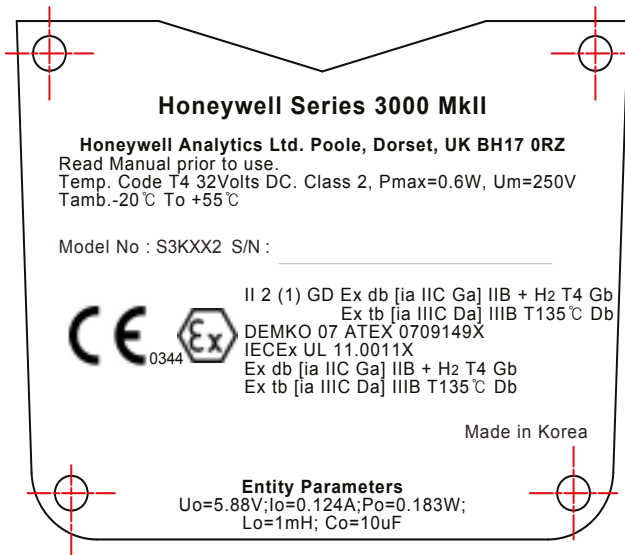 Honeywell Series 3000 MkII
Honeywell Analytics Ltd. Poole, Dorset, UK BH17 0RZ
Read Manual prior to use.
Temp. Code T4 32Volts DC. Class 2, Pmax=0.6W, Um=250V
Tamb.-20℃ To +55℃
Model No : S3KXX2 S/N :
II 2 (1) GD Ex db [ia IIC Ga] IIB + H2 T4 Gb
Ex tb [ia IIIC Da] IIIB T135℃ Db
DEMKO 07 ATEX 0709149X
CE 0344 Ex
IECEx UL 11.0011X
Ex db [ia IIC Ga] IIB + H2 T4 Gb
Ex tb [ia IIIC Da] IIIB T135℃ Db
Made in Korea
Entity Parameters
Uo=5.88V;Io=0.124A;Po=0.183W;
Lo=1mH; Co=10uF